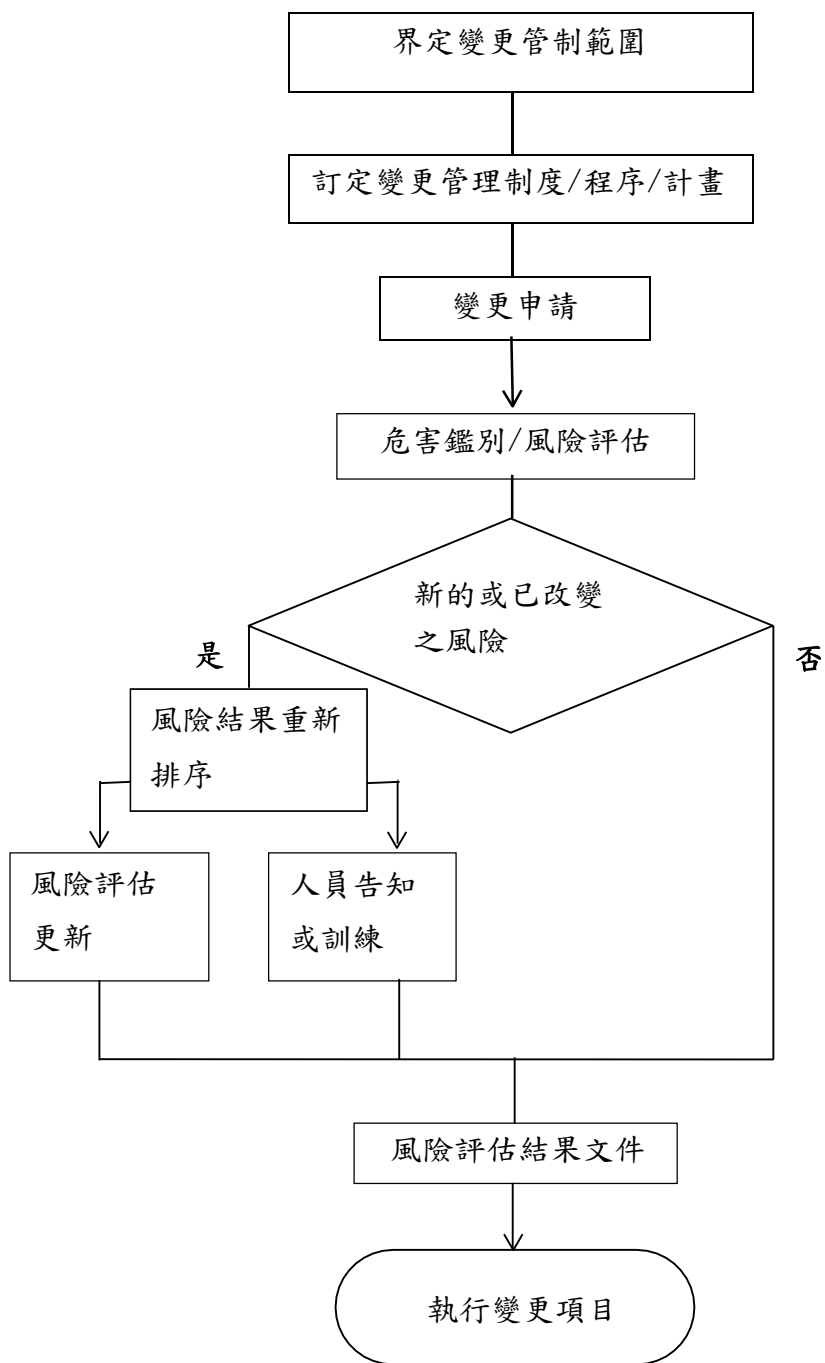 界定變更管制範圍
訂定變更管理制度/程序/計畫
變更申請
危害鑑別/風險評估
新的或已改變
之風險
是
否
風險結果重新
排序
風險評估
更新
人員告知
或訓練
風險評估結果文件
執行變更項目